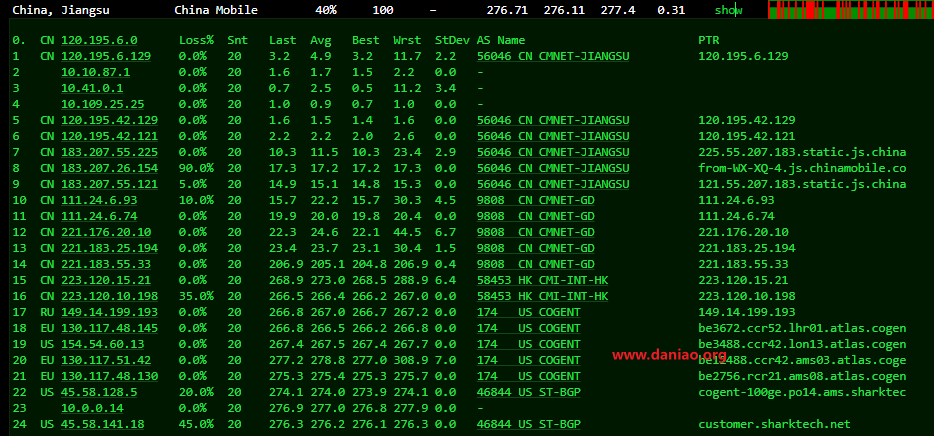 China, Jiangsu China Mobile 40% 100 – 276.71 276.11 277.4 0.31 show
0. CN 120.195.6.0 Loss% Snt Last Avg Best Wrst StDev AS Name PTR
1 CN 120.195.6.129 0.0% 20 3.2 4.9 3.2 11.7 2.2 56046 CN CMNET-JIANGSU 120.195.6.129
2 10.10.87.1 0.0% 20 1.6 1.7 1.5 2.2 0.0 -
3 10.41.0.1 0.0% 20 0.7 2.5 0.5 11.2 3.4 -
4 10.109.25.25 0.0% 20 1.0 0.9 0.7 1.0 0.0 -
5 CN 120.195.42.129 0.0% 20 1.6 1.5 1.4 1.6 0.0 56046 CN CMNET-JIANGSU 120.195.42.129
6 CN 120.195.42.121 0.0% 20 2.2 2.2 2.0 2.6 0.0 56046 CN CMNET-JIANGSU 120.195.42.121
7 CN 183.207.55.225 0.0% 20 10.3 11.5 10.3 23.4 2.9 56046 CN CMNET-JIANGSU 225.55.207.183.static.js.china
8 CN 183.207.26.154 90.0% 20 17.3 17.2 17.2 17.3 0.0 56046 CN CMNET-JIANGSU from-WX-XQ-4.js.chinamobile.co
9 CN 183.207.55.121 5.0% 20 14.9 15.1 14.8 15.3 0.0 56046 CN CMNET-JIANGSU 121.55.207.183.static.js.china
10 CN 111.24.6.93 10.0% 20 15.7 22.2 15.7 30.3 4.5 9808 CN CMNET-GD 111.24.6.93
11 CN 111.24.6.74 0.0% 20 19.9 20.0 19.8 20.4 0.0 9808 CN CMNET-GD 111.24.6.74
12 CN 221.176.20.10 0.0% 20 22.3 24.6 22.1 44.5 6.7 9808 CN CMNET-GD 221.176.20.10
13 CN 221.183.25.194 0.0% 20 23.4 23.7 23.1 30.4 1.5 9808 CN CMNET-GD 221.183.25.194
14 CN 221.183.55.33 0.0% 20 206.9 205.1 204.8 206.9 0.4 9808 CN CMNET-GD 221.183.55.33
15 CN 223.120.15.21 0.0% 20 268.9 273.0 268.5 288.9 6.4 58453 HK CMI-INT-HK 223.120.15.21
16 CN 223.120.10.198 35.0% 20 266.5 266.4 266.2 267.0 0.0 58453 HK CMI-INT-HK 223.120.10.198
17 RU 149.14.199.193 0.0% 20 266.8 267.0 266.7 267.2 0.0 174 US COGENT 149.14.199.193
18 EU 130.117.48.145 0.0% 20 266.8 266.5 266.2 266.8 0.0 174 US COGENT be3672.ccr52.lhr01.atlas.cogen
19 US 154.54.60.13 0.0% 20 267.4 267.5 267.4 267.7 0.0 174 US COGENT be3488.ccr42.lon13.atlas.cogen
www.daniao.org
20 EU 130.117.51.42 0.0% 20 277.2 278.8 277.0 308.9 7.0 174 US COGENT be12488.ccr42.ams03.atlas.coge
21 EU 130.117.48.130 0.0% 20 275.3 275.4 275.3 275.7 0.0 174 US COGENT be2756.rcr21.ams08.atlas.cogen
22 US 45.58.128.5 20.0% 20 274.1 274.0 273.9 274.1 0.0 46844 US ST-BGP cogent-100ge.po14.ams.sharktec
23 10.0.0.14 0.0% 20 276.9 277.0 276.8 277.9 0.0 -
24 US 45.58.141.18 45.0% 20 276.3 276.2 276.1 276.3 0.0 46844 US ST-BGP customer.sharktech.net